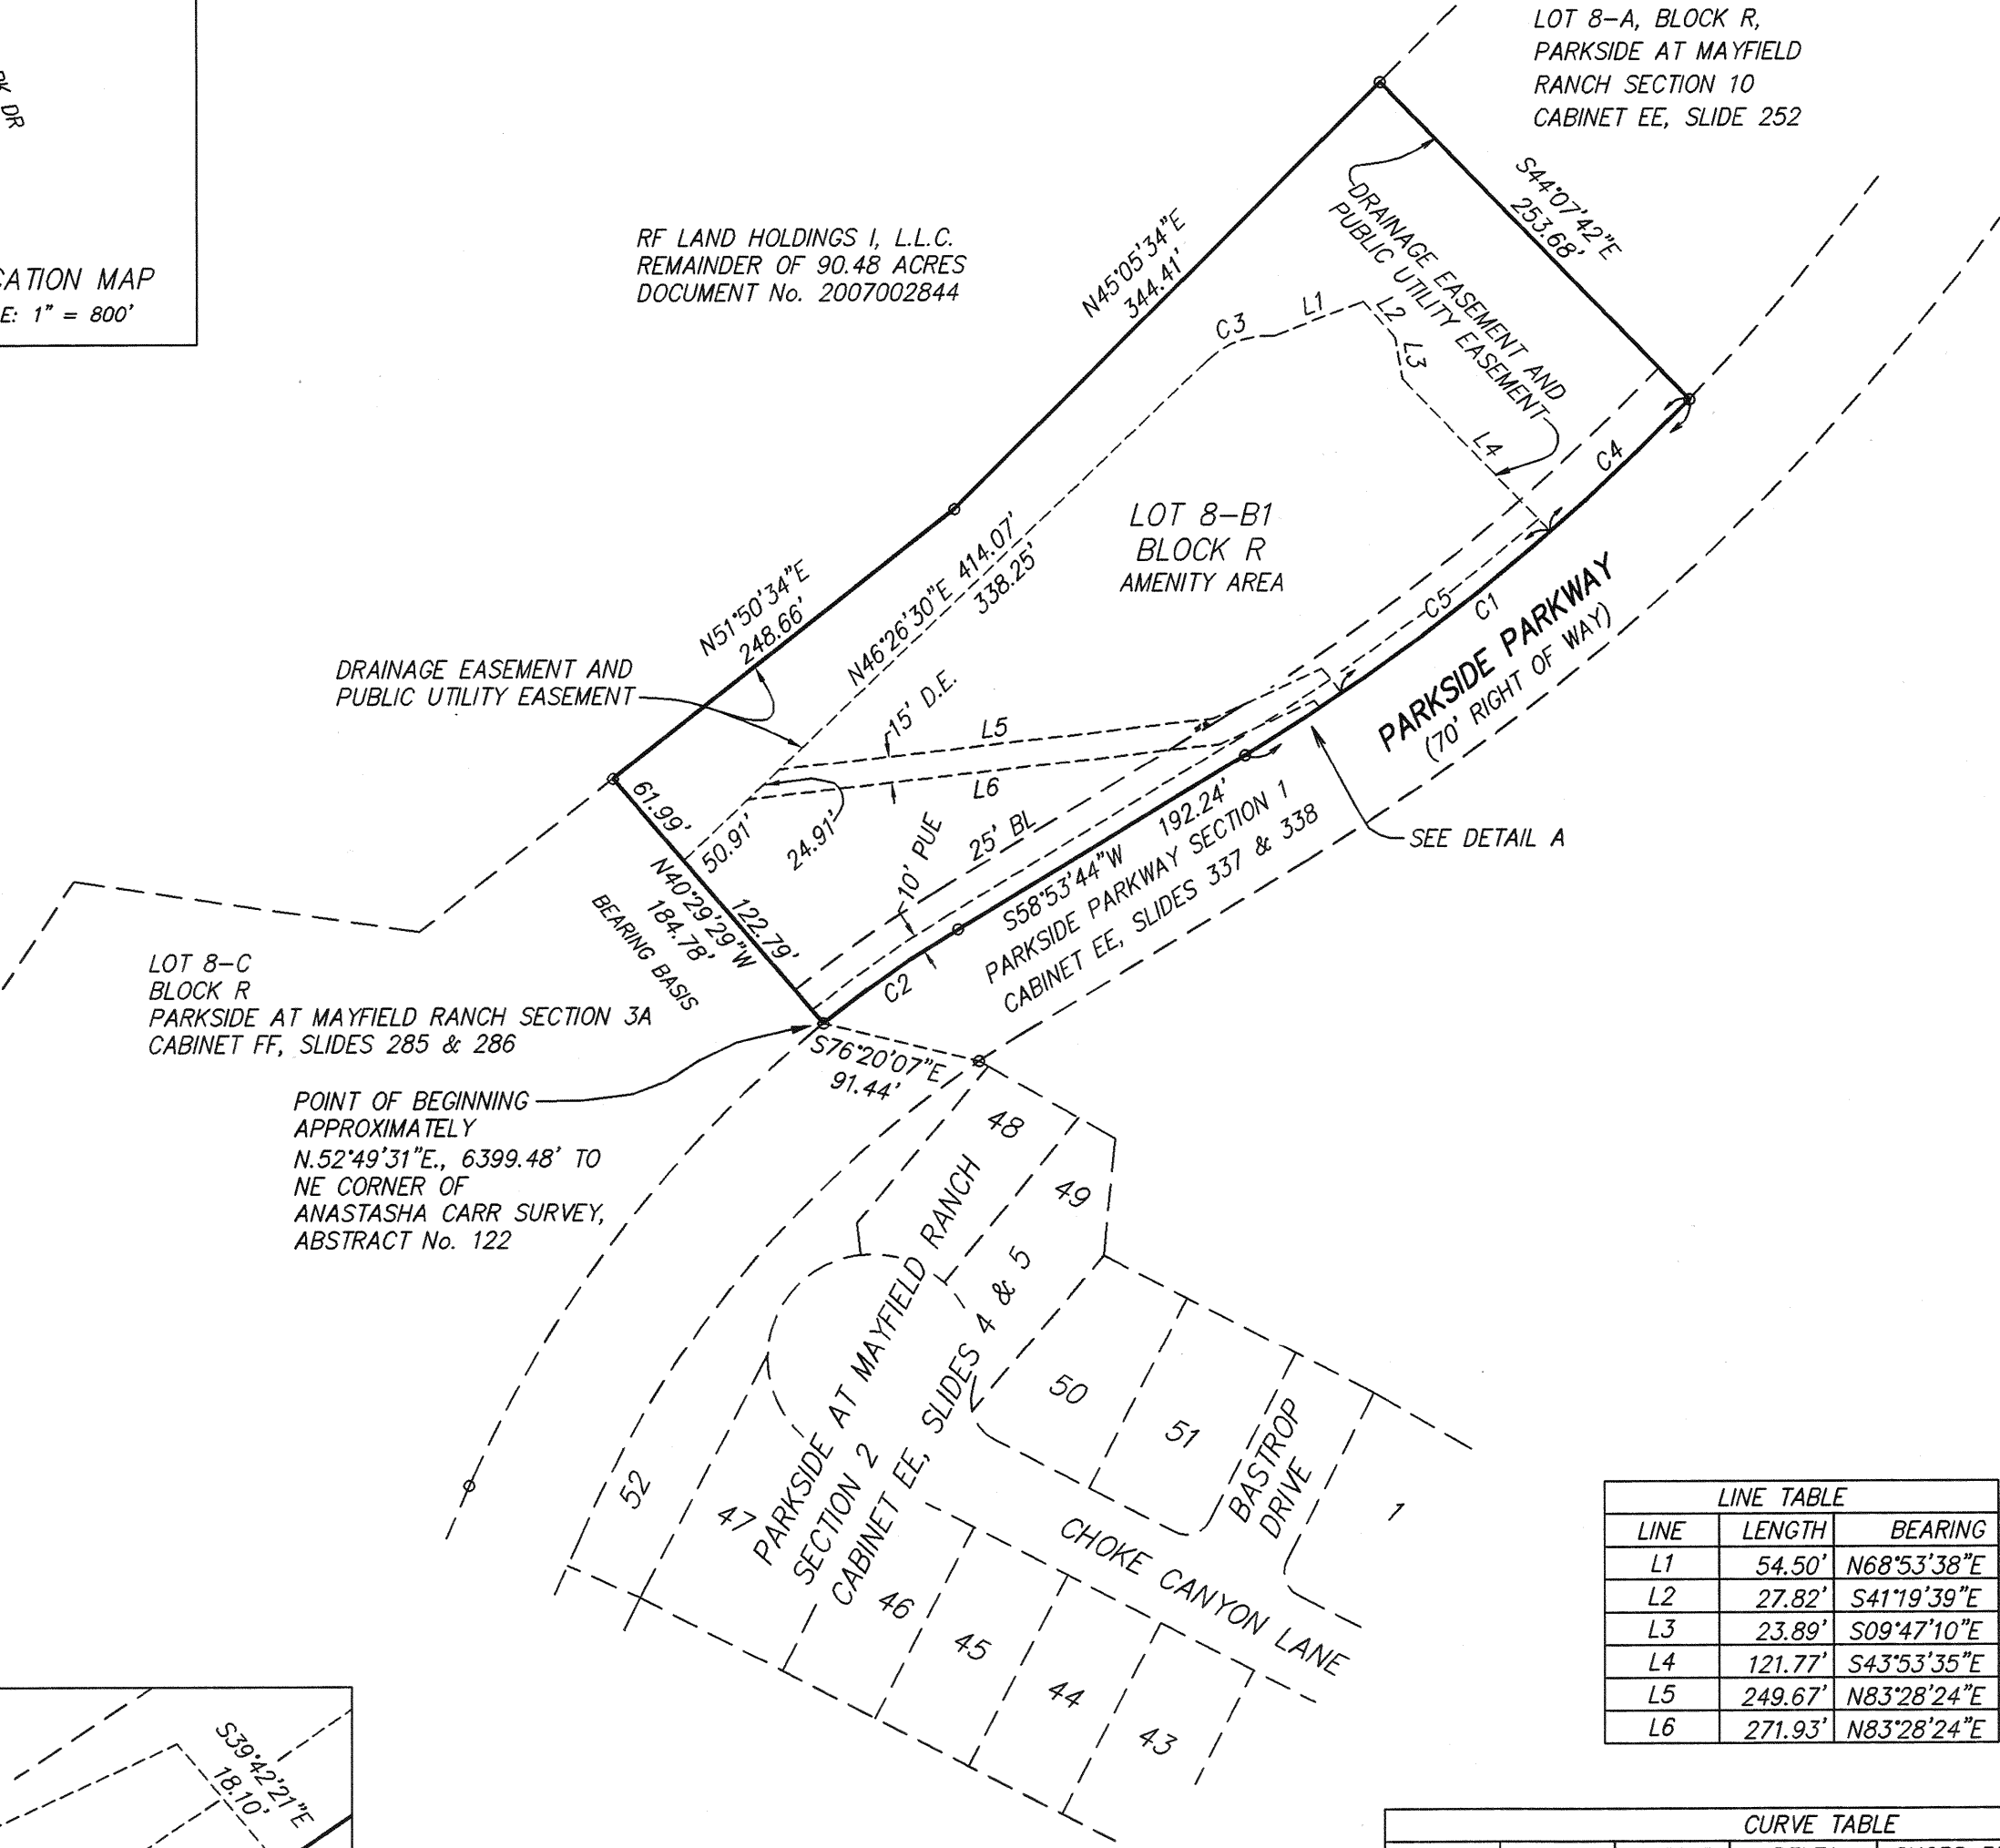 LOT 8-A, BLOCK R,
PARKSIDE AT MAYFIELD
RANCH SECTION 10
CABINET EE, SLIDE 252
DR
MAP
1" = 800'
RF LAND HOLDINGS I, L.L.C.
REMAINDER OF 90.48 ACRES
DOCUMENT No. 2007002844
N45°05'34"E
344.41'
S44°07'42"E
253.68'
DRAINAGE EASEMENT AND
PUBLIC UTILITY EASEMENT
C3
L1
L2
L3
L4
C4
LOT 8-B1
BLOCK R
AMENITY AREA
N51°50'34"E
248.66'
N46°26'30"E 414.07'
338.25'
DRAINAGE EASEMENT AND
PUBLIC UTILITY EASEMENT
15' D.E.
L5
L6
C5
C1
PARKSIDE PARKWAY
(70' RIGHT OF WAY)
61.99'
50.91'
24.91'
10' PUE
25' BL
192.24'
S58°53'44"W
PARKSIDE PARKWAY SECTION 1
CABINET EE, SLIDES 337 & 338
SEE DETAIL A
122.79'
N40°29'29"W
184.78'
BEARING BASIS
C2
LOT 8-C
BLOCK R
PARKSIDE AT MAYFIELD RANCH SECTION 3A
CABINET FF, SLIDES 285 & 286
S76°20'07"E
91.44'
POINT OF BEGINNING
APPROXIMATELY
N.52°49'31"E., 6399.48' TO
NE CORNER OF
ANASTASHA CARR SURVEY,
ABSTRACT No. 122
48
49
50
51
52
47
46
45
44
43
1
PARKSIDE AT MAYFIELD RANCH
SECTION 2
CABINET EE, SLIDES 4 & 5
BASTROP
DRIVE
CHOKE CANYON LANE
LINE TABLE
LINE LENGTH BEARING
L1 54.50' N68°53'38"E
L2 27.82' S41°19'39"E
L3 23.89' S09°47'10"E
L4 121.77' S43°53'35"E
L5 249.67' N83°28'24"E
L6 271.93' N83°28'24"E
S39°42'21"E
18.10'
CURVE TABLE